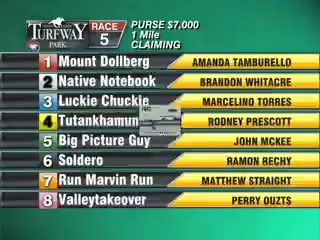 TURFWAY
PARK
RACE
5
PURSE $7,000
1 Mile
CLAIMING
1 Mount Dollberg AMANDA TAMBURELLO
2 Native Notebook BRANDON WHITACRE
3 Luckie Chuckle MARCELINO TORRES
4 Tutankhamun RODNEY PRESCOTT
5 Big Picture Guy JOHN MCKEE
6 Soldero RAMON RECHY
7 Run Marvin Run MATTHEW STRAIGHT
8 Valleytakeover PERRY OUZTS